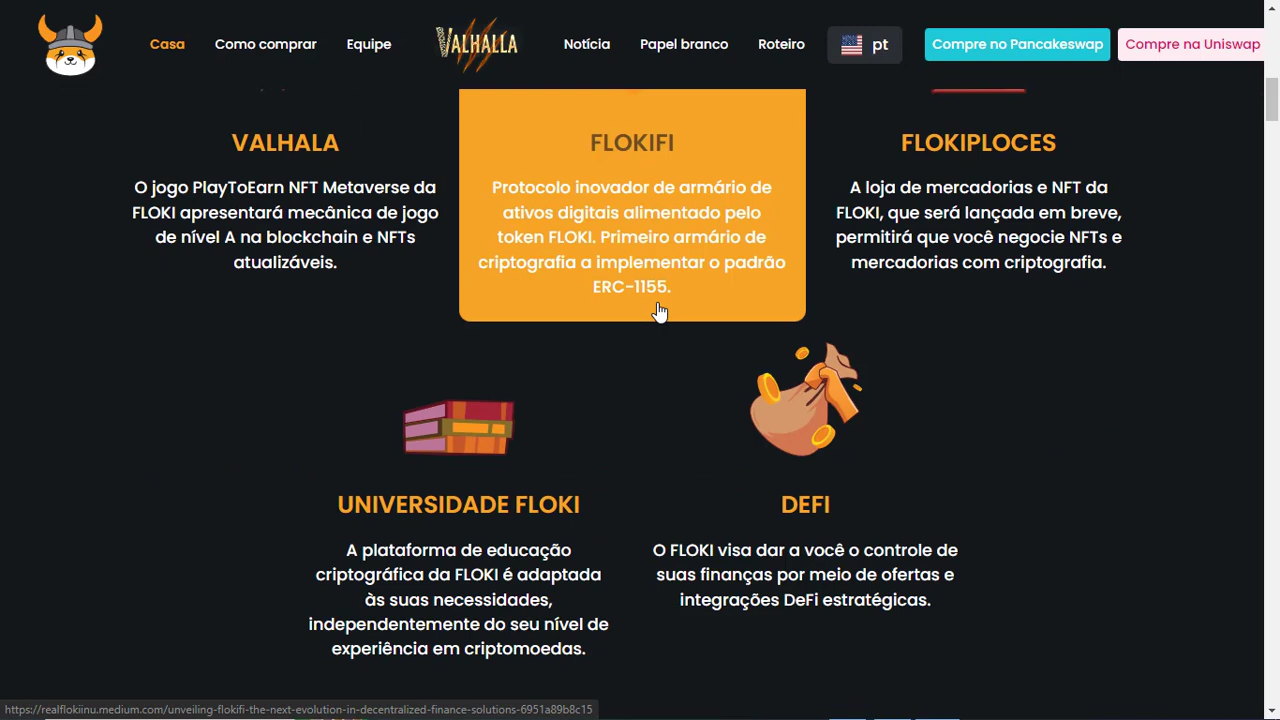 Casa
Como comprar
Equipe
VALHALLA
Notícia
Papel branco
Roteiro
pt
Compre no Pancakeswap
Compre na Uniswap
VALHALA
O jogo PlayToEarn NFT Metaverse da
FLOKI apresentará mecânica de jogo
de nível A na blockchain e NFTs
atualizáveis.
FLOKIFI
Protocolo inovador de armário de
ativos digitais alimentado pelo
token FLOKI. Primeiro armário de
criptografia a implementar o padrão
ERC-1155.
FLOKIPLOCES
A loja de mercadorias e NFT da
FLOKI, que será lançada em breve,
permitirá que você negocie NFTs e
mercadorias com criptografia.
UNIVERSIDADE FLOKI
A plataforma de educação
criptográfica da FLOKI é adaptada
às suas necessidades,
independentemente do seu nível de
experiência em criptomoedas.
DEFI
O FLOKI visa dar a você o controle de
suas finanças por meio de ofertas e
integrações DeFi estratégicas.
https://realflokiinu.medium.com/unveiling-flokifi-the-next-evolution-in-decentralized-finance-solutions-6951a89b8c15